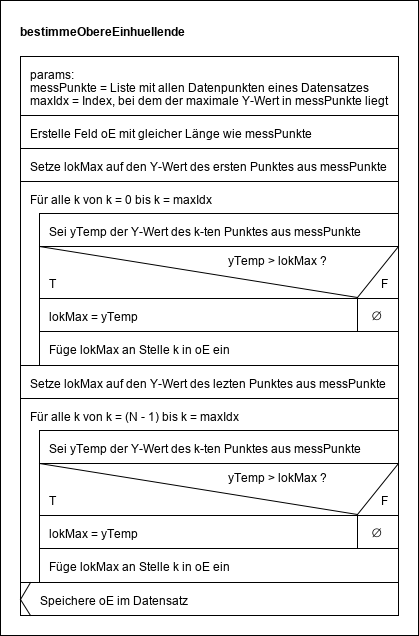 bestimmeObereEinhuellende
params:
messPunkte = Liste mit allen Datenpunkten eines Datensatzes
maxIdx = Index, bei dem der maximale Y-Wert in messPunkte liegt
Erstelle Feld oE mit gleicher Länge wie messPunkte
Setze lokMax auf den Y-Wert des ersten Punktes aus messPunkte
Für alle k von k = 0 bis k = maxIdx
Sei yTemp der Y-Wert des k-ten Punktes aus messPunkte
yTemp > lokMax ?
T F
lokMax = yTemp ∅
Füge lokMax an Stelle k in oE ein
Setze lokMax auf den Y-Wert des lezten Punktes aus messPunkte
Für alle k von k = (N - 1) bis k = maxIdx
Sei yTemp der Y-Wert des k-ten Punktes aus messPunkte
yTemp > lokMax ?
T F
lokMax = yTemp ∅
Füge lokMax an Stelle k in oE ein
Speichere oE im Datensatz